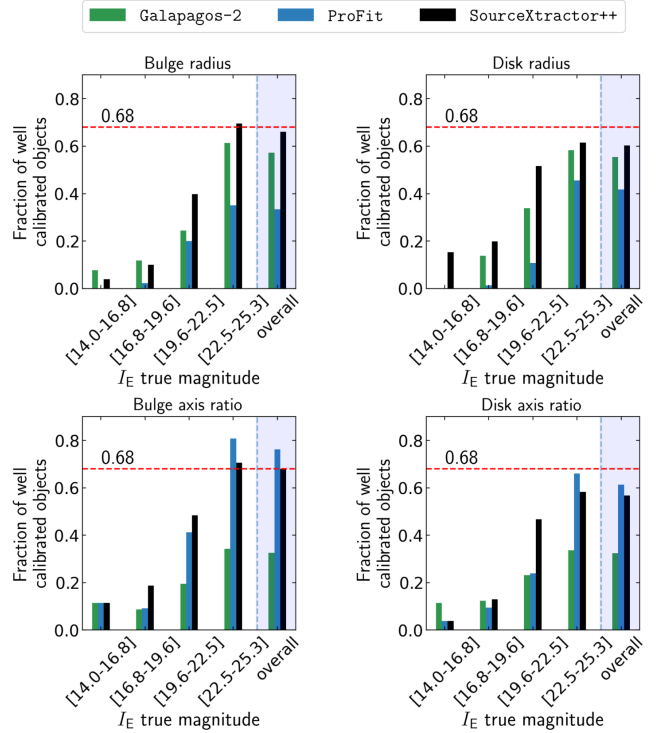 Galapagos-2 ProFit SourceXtractor++
Bulge radius
Fraction of well
calibrated objects
0.8
0.6
0.4
0.2
0.0
0.68
[14.0-16.8] [16.8-19.6] [19.6-22.5] [22.5-25.3] overall
I_E true magnitude
Disk radius
Fraction of well
calibrated objects
0.8
0.6
0.4
0.2
0.0
0.68
[14.0-16.8] [16.8-19.6] [19.6-22.5] [22.5-25.3] overall
I_E true magnitude
Bulge axis ratio
Fraction of well
calibrated objects
0.8
0.6
0.4
0.2
0.0
0.68
[14.0-16.8] [16.8-19.6] [19.6-22.5] [22.5-25.3] overall
I_E true magnitude
Disk axis ratio
Fraction of well
calibrated objects
0.8
0.6
0.4
0.2
0.0
0.68
[14.0-16.8] [16.8-19.6] [19.6-22.5] [22.5-25.3] overall
I_E true magnitude